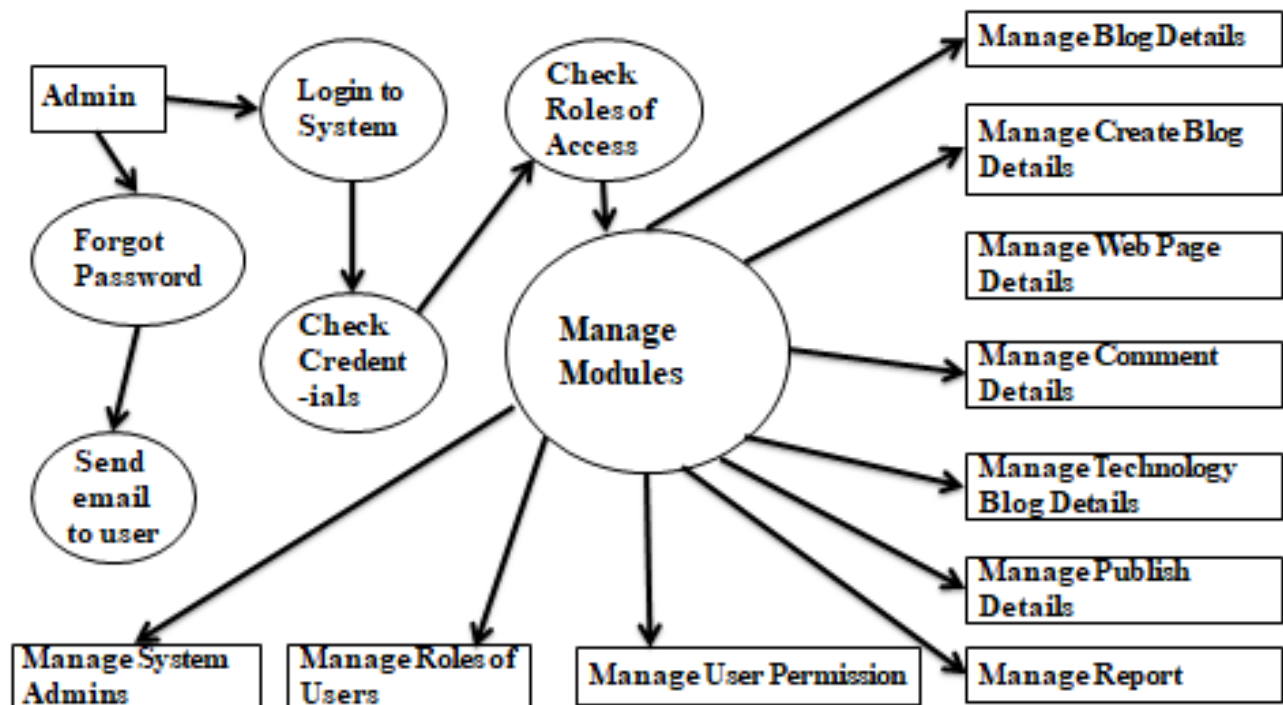 Admin
Login to
System
Check
Roles of
Access
Forgot
Password
Check
Credent
-ials
Send
email
to user
Manage
Modules
Manage Blog Details
Manage Create Blog
Details
Manage Web Page
Details
Manage Comment
Details
Manage Technology
Blog Details
Manage Publish
Details
Manage Report
Manage System
Admins
Manage Roles of
Users
Manage User Permission